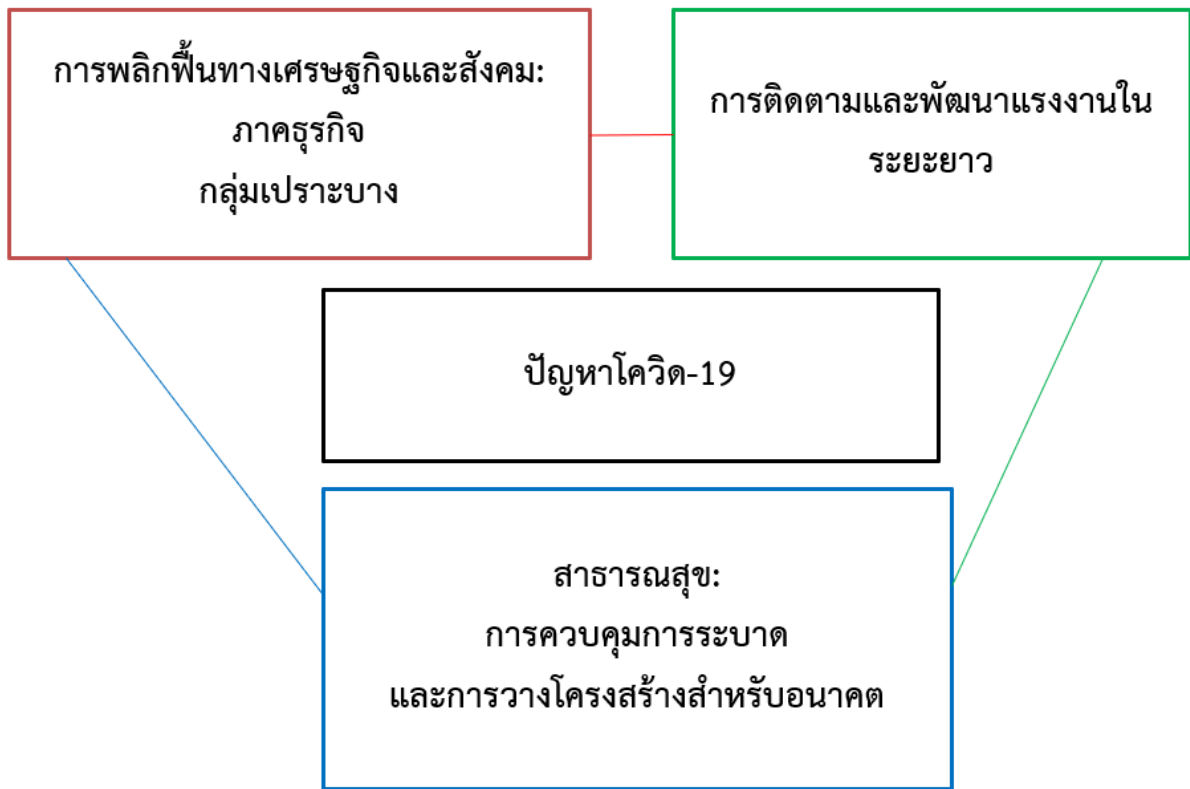 การพลิกฟื้นทางเศรษฐกิจและสังคม:
ภาคธุรกิจ
กลุ่มเปราะบาง
การติดตามและพัฒนาแรงงานใน
ระยะยาว
ปัญหาโควิด-19
สาธารณสุข:
การควบคุมการระบาด
และการวางโครงสร้างสำหรับอนาคต